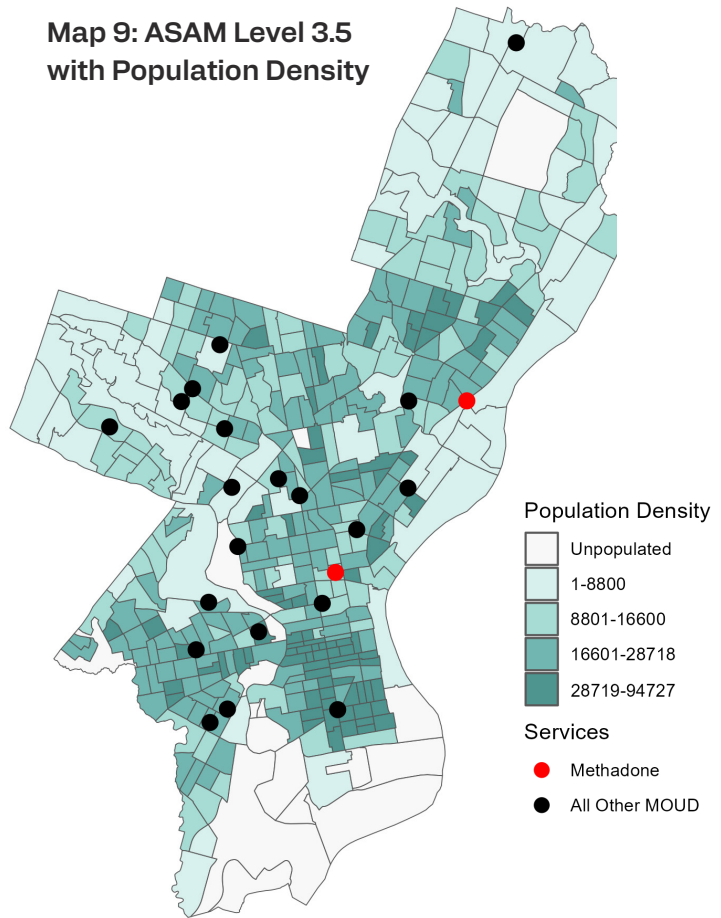 Map 9: ASAM Level 3.5
with Population Density
Population Density
Unpopulated
1-8800
8801-16600
16601-28718
28719-94727
Services
Methadone
All Other MOUD